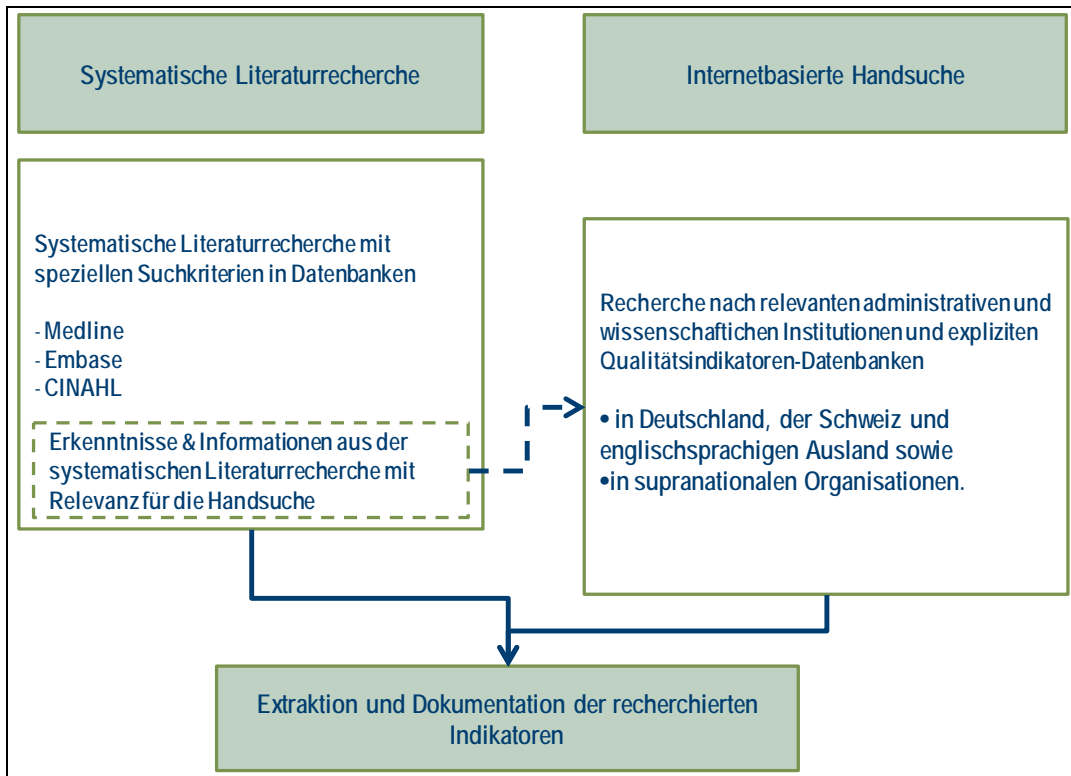 Systematische Literaturrecherche
Internetbasierte Handsuche
Systematische Literaturrecherche mit
speziellen Suchkriterien in Datenbanken
- Medline
- Embase
- CINAHL
Erkenntnisse & Informationen aus der
systematischen Literaturrecherche mit
Relevanz für die Handsuche
Recherche nach relevanten administrativen und
wissenschaftichen Institutionen und expliziten
Qualitätsindikatoren-Datenbanken
• in Deutschland, der Schweiz und
englischsprachigen Ausland sowie
•in supranationalen Organisationen.
Extraktion und Dokumentation der recherchierten
Indikatoren